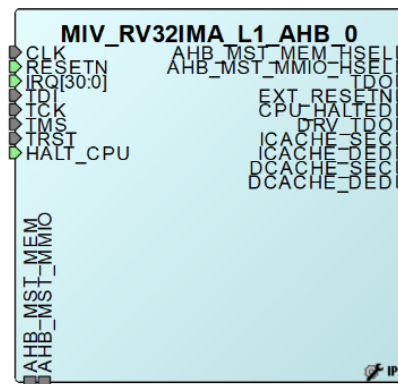 MIV_RV32IMA_L1_AHB_0
CLK
RESETN
IRQ[30:0]
TDI
TCK
TMS
TRST
HALT_CPU
AHB_MST_MEM_HSEL
AHB_MST_MMIO_HSEL
TDO
EXT_RESETN
CPU_HALTED
DRV_TDO
ICACHE_SEC
ICACHE_DED
DCACHE_SEC
DCACHE_DED
AHB_MST_MEM
AHB_MST_MMIO
IP